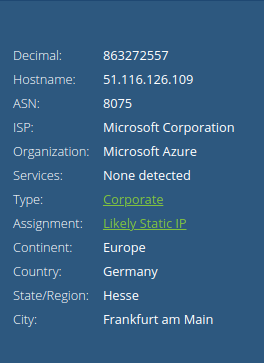 Decimal: 863272557
Hostname: 51.116.126.109
ASN: 8075
ISP: Microsoft Corporation
Organization: Microsoft Azure
Services: None detected
Type: Corporate
Assignment: Likely Static IP
Continent: Europe
Country: Germany
State/Region: Hesse
City: Frankfurt am Main